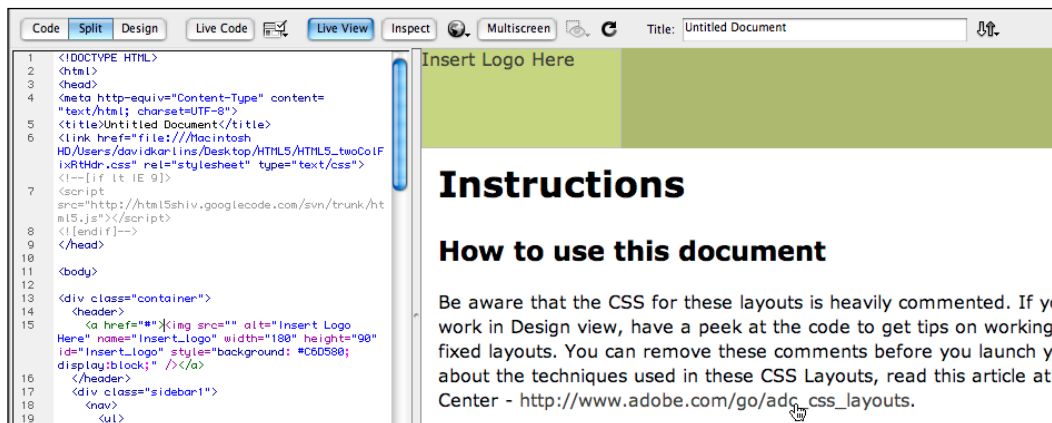 Code Split Design Live Code Live View Inspect Multiscreen Title: Untitled Document
1 <!DOCTYPE HTML>
2 <html>
3 <head>
4 <meta http-equiv="Content-Type" content=
"text/html; charset=UTF-8">
5 <title>Untitled Document</title>
6 <link href="file:///Macintosh
HD/Users/davidkarlins/Desktop/HTML5/HTML5_twoColF
ixRtHdr.css" rel="stylesheet" type="text/css">
<!--[if lt IE 9]>
7 <script
src="http://html5shiv.googlecode.com/svn/trunk/ht
ml5.js"></script>
8 <![endif]-->
9 </head>
10
11 <body>
12
13 <div class="container">
14 <header>
15 <a href="#"><img src="" alt="Insert Logo
Here" name="Insert_logo" width="180" height="90"
id="Insert_logo" style="background: #C6D580;
display:block;" /></a>
16 </header>
17 <div class="sidebar1">
18 <nav>
19 <ul>
Insert Logo Here
Instructions
How to use this document
Be aware that the CSS for these layouts is heavily commented. If yo
work in Design view, have a peek at the code to get tips on working
fixed layouts. You can remove these comments before you launch y
about the techniques used in these CSS Layouts, read this article at
Center - http://www.adobe.com/go/adc_css_layouts.